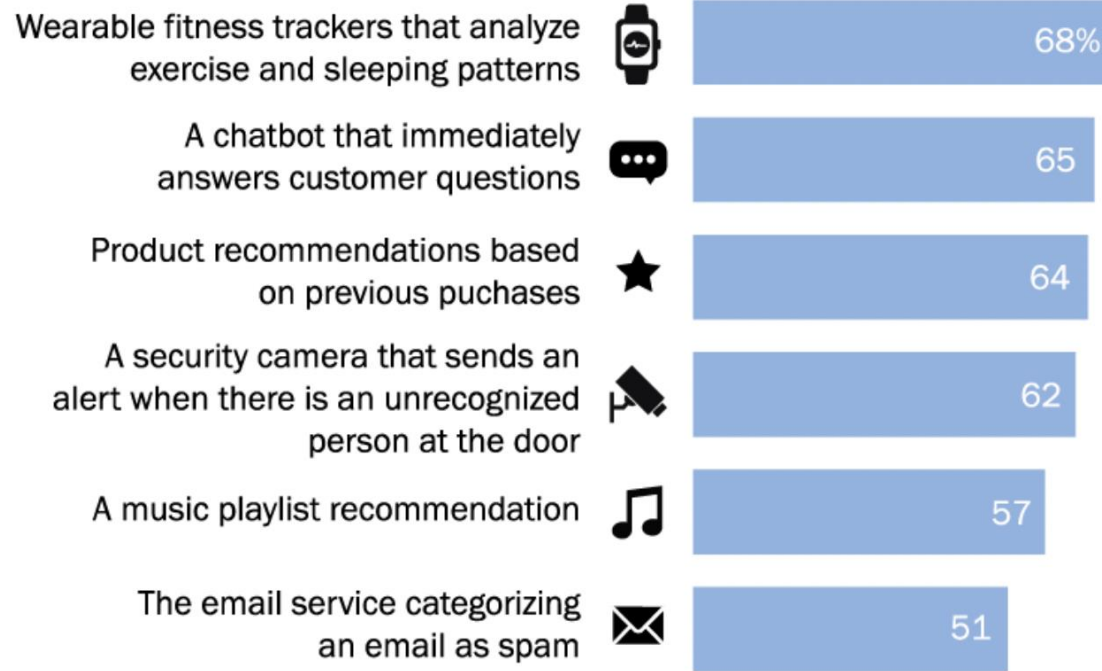 Wearable fitness trackers that analyze
exercise and sleeping patterns
68%
A chatbot that immediately
answers customer questions
65
Product recommendations based
on previous puchases
64
A security camera that sends an
alert when there is an unrecognized
person at the door
62
A music playlist recommendation
57
The email service categorizing
an email as spam
51